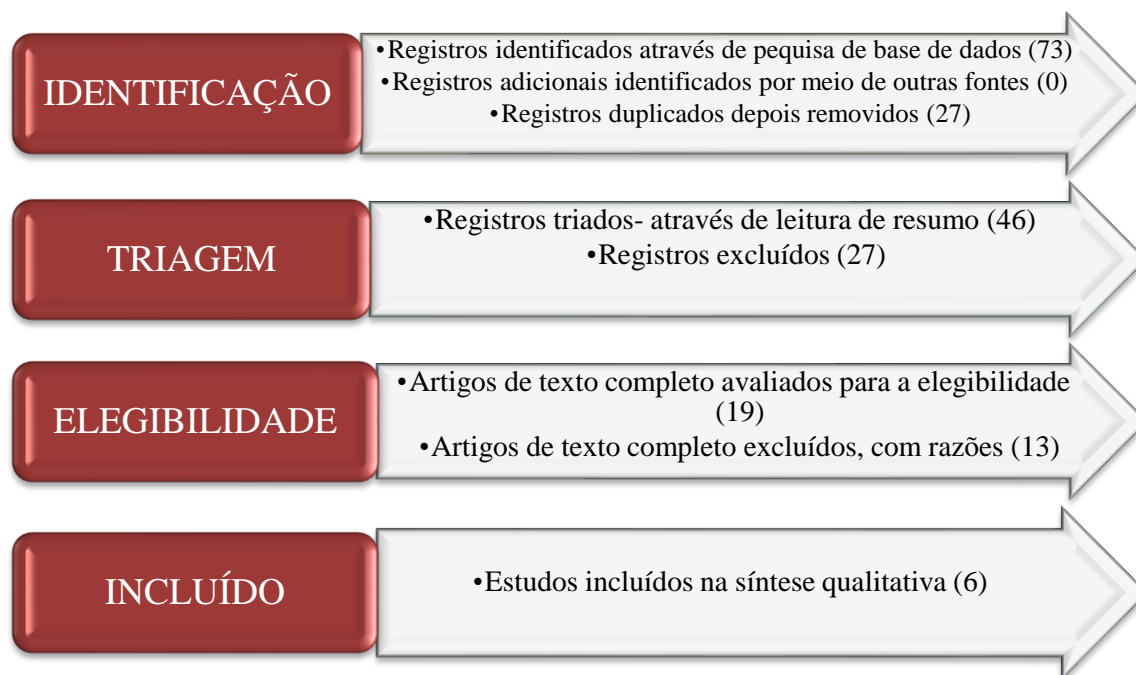 IDENTIFICAÇÃO
•Registros identificados através de pequisa de base de dados (73)
•Registros adicionais identificados por meio de outras fontes (0)
•Registros duplicados depois removidos (27)
TRIAGEM
•Registros triados- através de leitura de resumo (46)
•Registros excluídos (27)
ELEGIBILIDADE
•Artigos de texto completo avaliados para a elegibilidade
(19)
•Artigos de texto completo excluídos, com razões (13)
INCLUÍDO
•Estudos incluídos na síntese qualitativa (6)